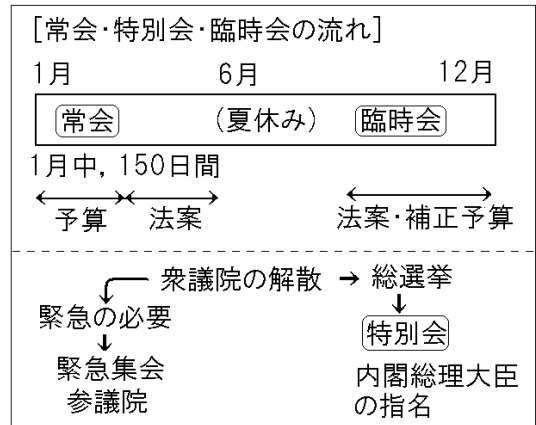 [常会･特別会･臨時会の流れ]
1月 6月 12月
常会 (夏休み) 臨時会
1月中, 150日間
予算 法案 法案･補正予算
衆議院の解散 → 総選挙
緊急の必要 特別会
緊急集会 内閣総理大臣
参議院 の指名